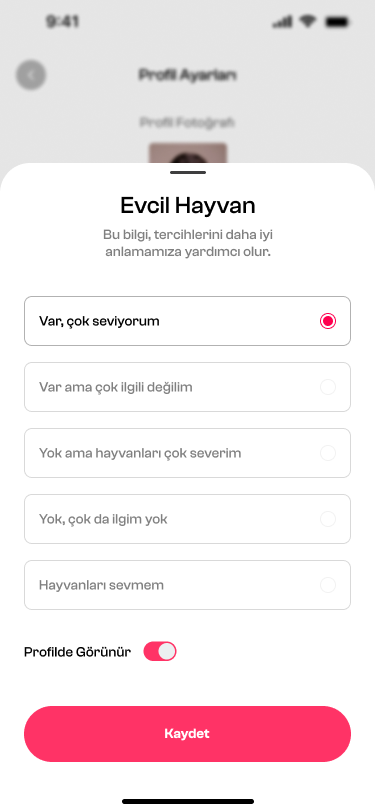 9:41
Profil Ayarları
Profil Fotoğrafı
Evcil Hayvan
Bu bilgi, tercihlerini daha iyi
anlamamıza yardımcı olur.
Var, çok seviyorum
Var ama çok ilgili değilim
Yok ama hayvanları çok severim
Yok, çok da ilgim yok
Hayvanları sevmem
Profilde Görünür
Kaydet